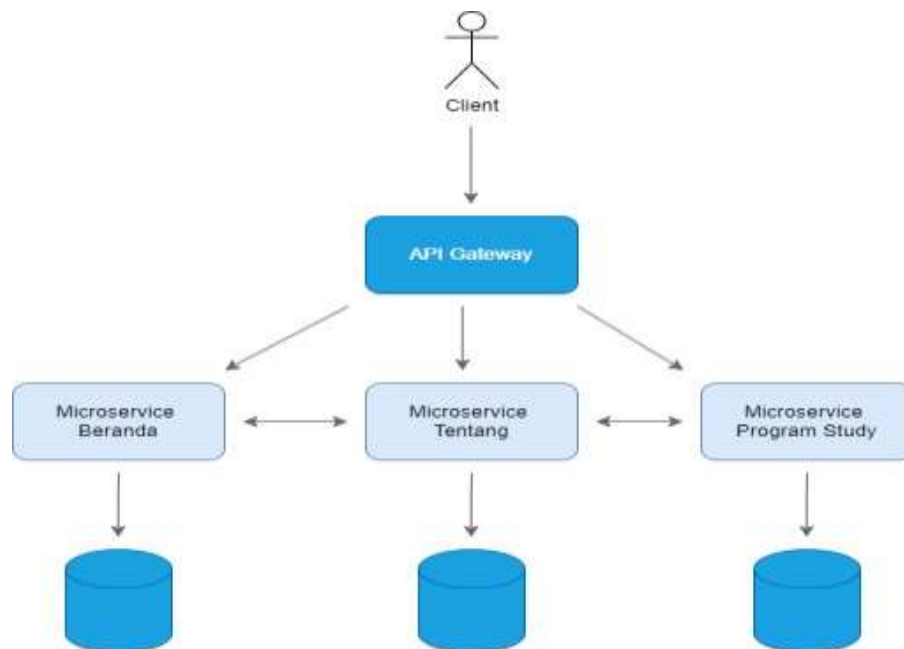 Client
API Gateway
Microservice
Beranda
Microservice
Tentang
Microservice
Program Study